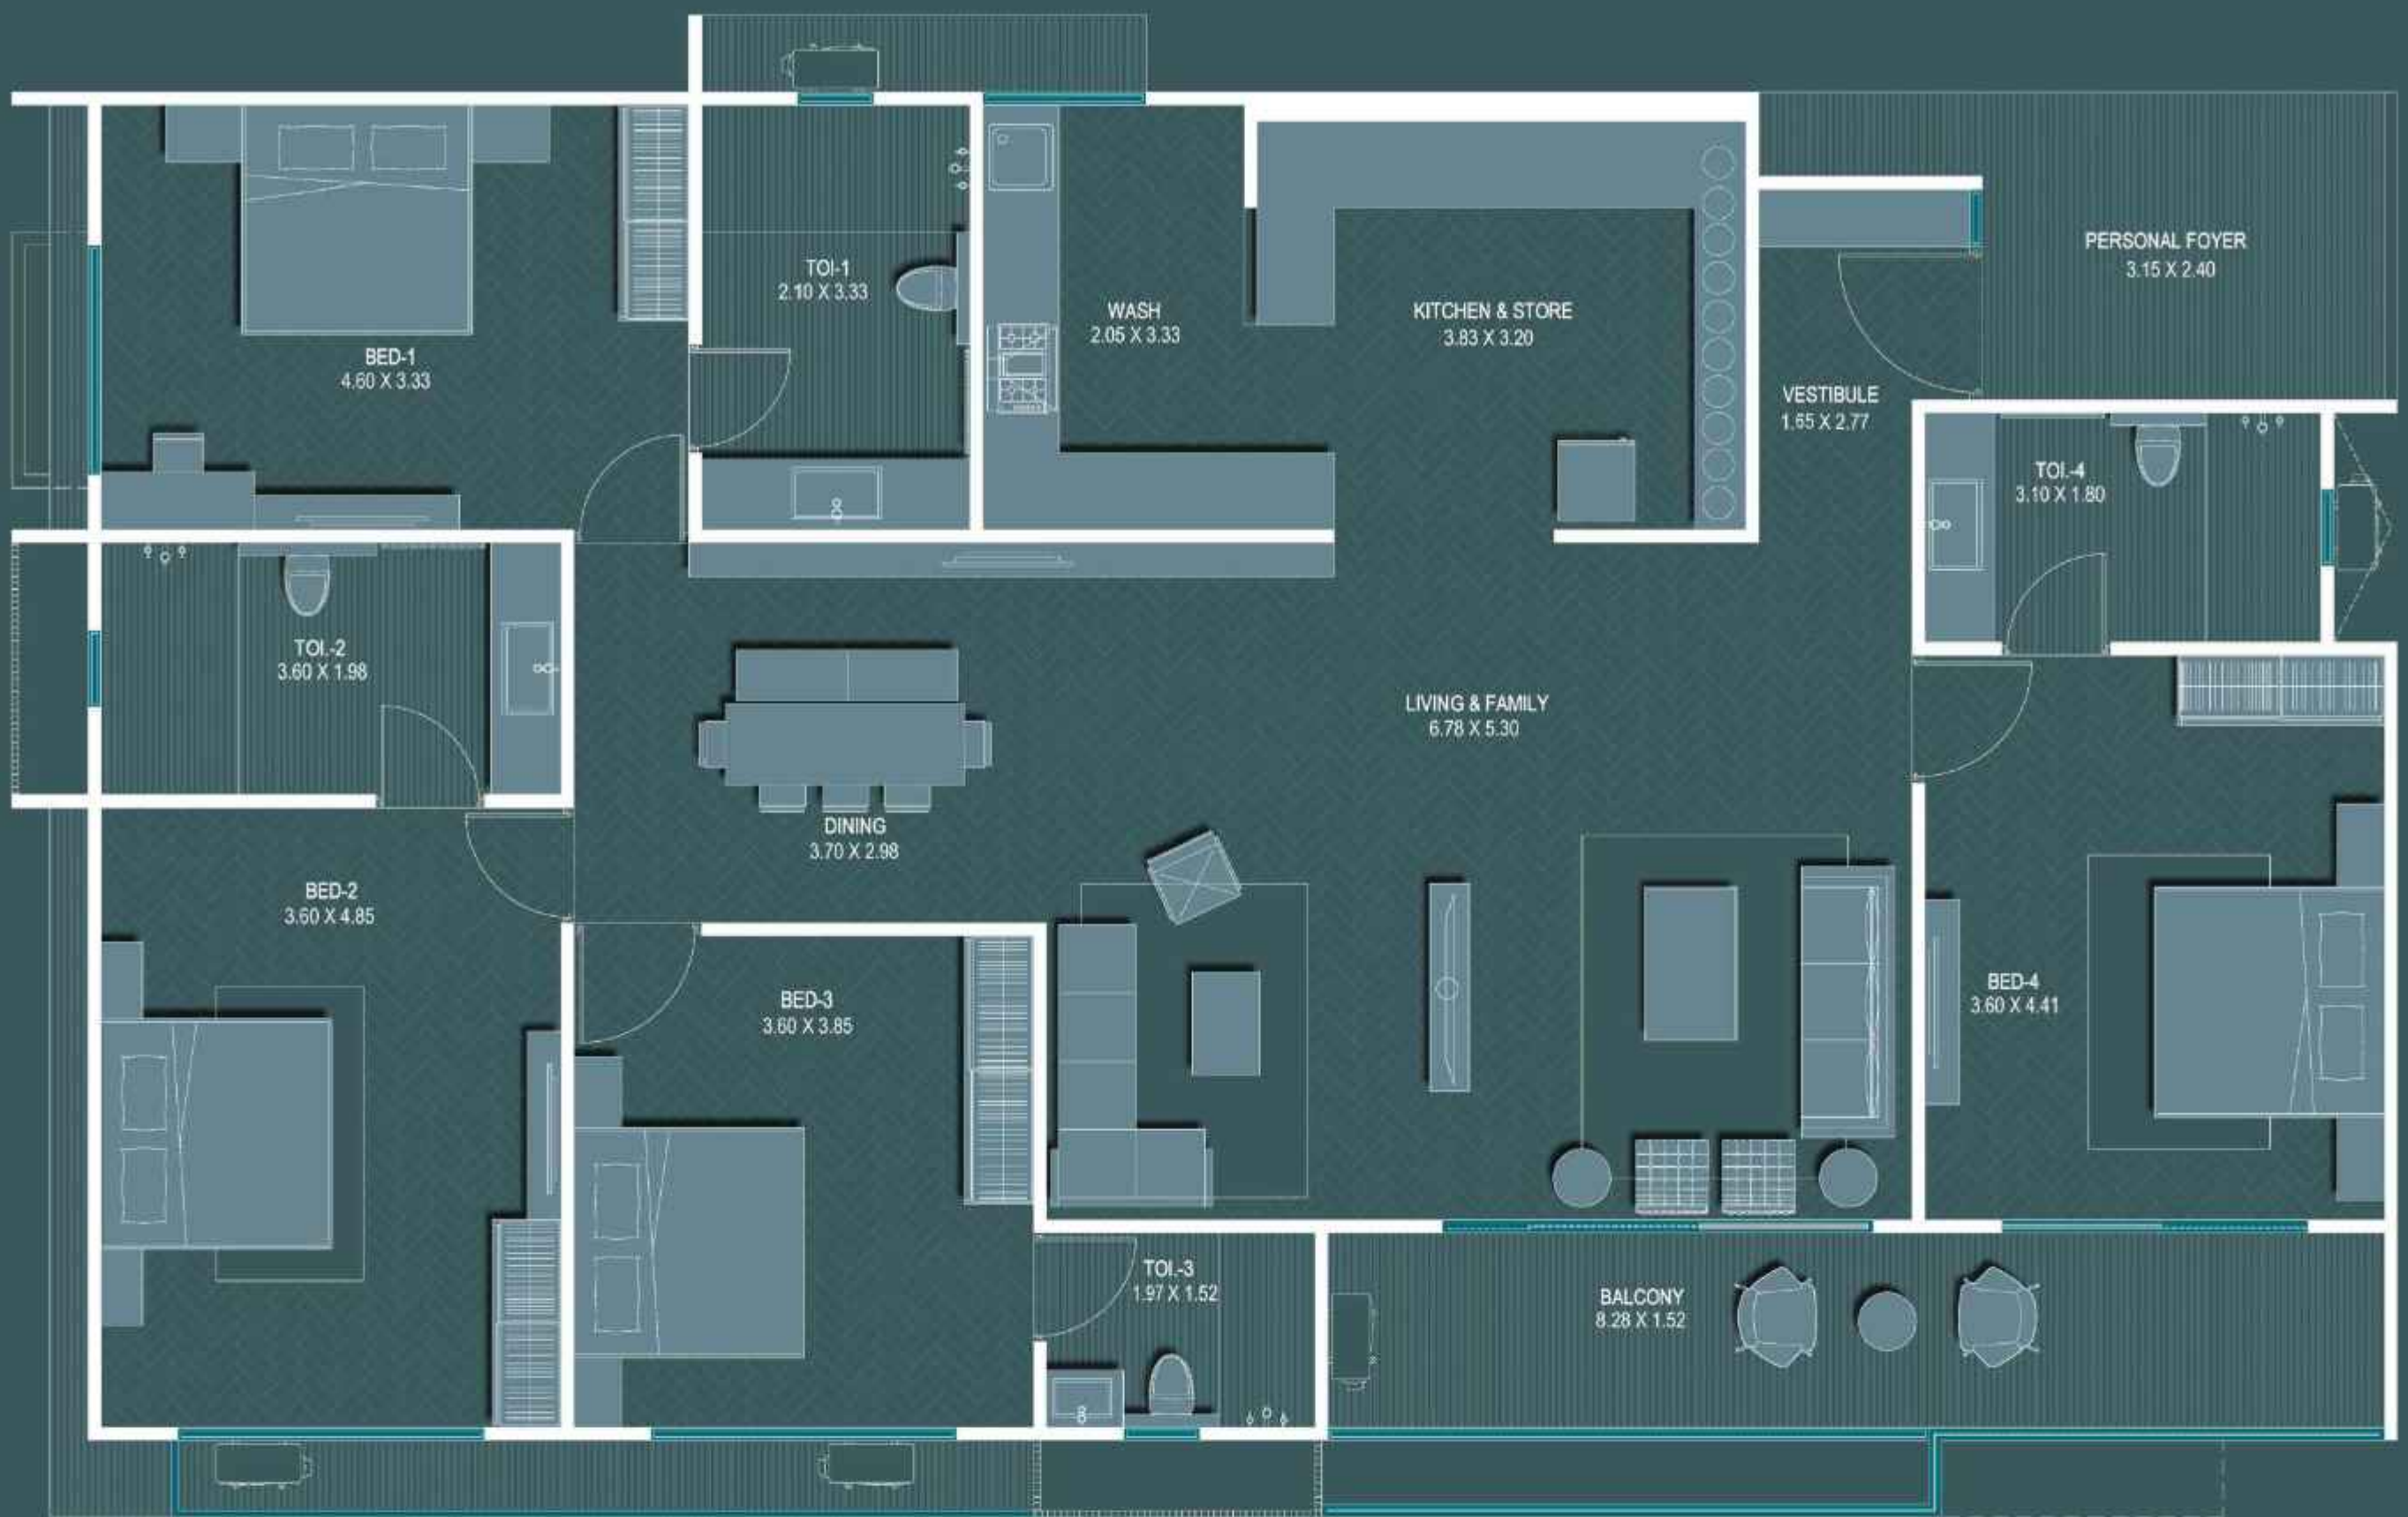 PERSONAL FOYER
3.15 X 2.40
TOI-1
2.10 X 3.33
WASH
2.05 X 3.33
KITCHEN & STORE
3.83 X 3.20
BED-1
4.60 X 3.33
VESTIBULE
1.65 X 2.77
TOI.-4
3.10 X 1.80
TOI.-2
3.60 X 1.98
LIVING & FAMILY
6.78 X 5.30
DINING
3.70 X 2.98
BED-2
3.60 X 4.85
BED-3
3.60 X 3.85
BED-4
3.60 X 4.41
TOI.-3
1.97 X 1.52
BALCONY
8.28 X 1.52